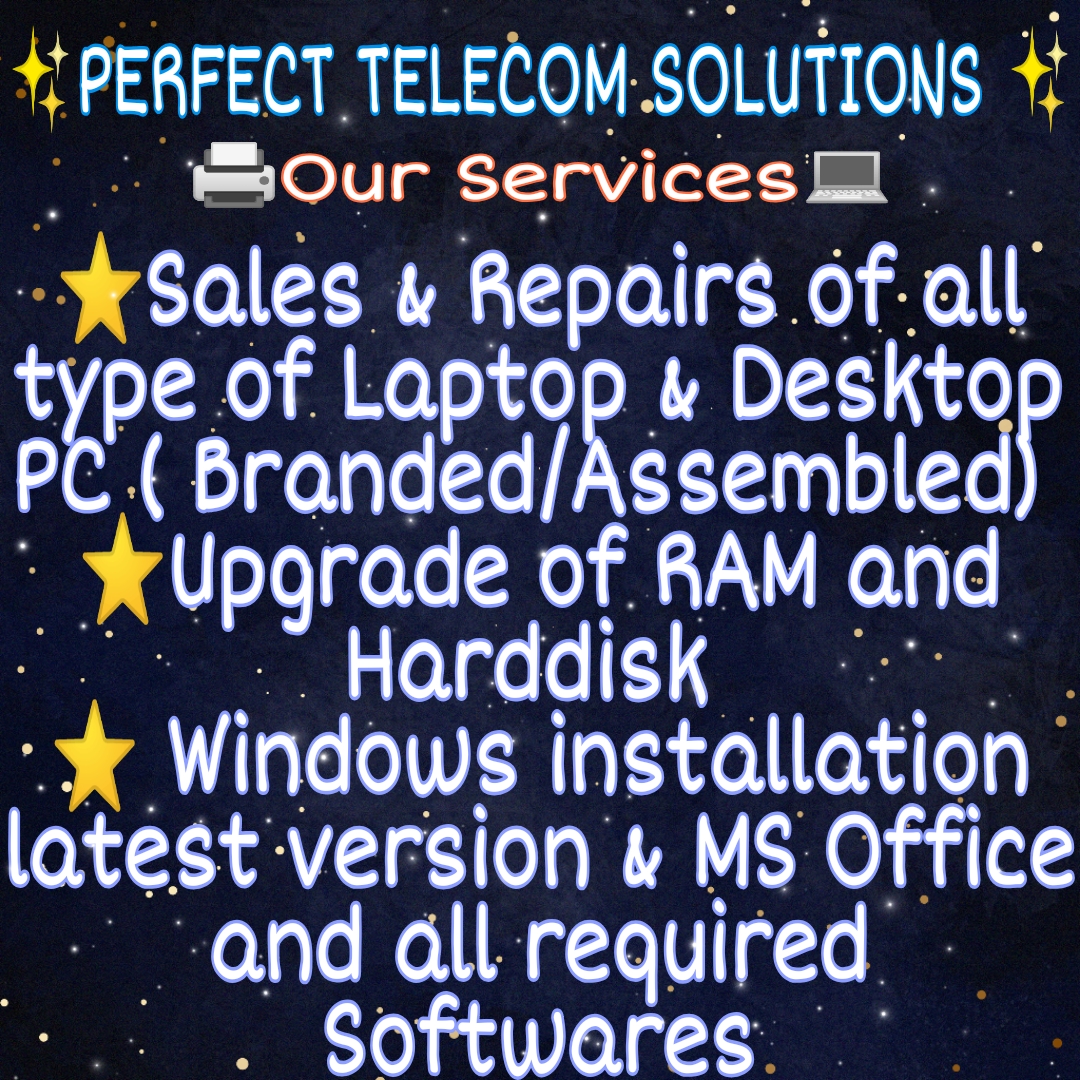 ✨PERFECT TELECOM SOLUTIONS✨
🖨Our Services💻
⭐Sales & Repairs of all
type of Laptop & Desktop
PC ( Branded/Assembled)
⭐Upgrade of RAM and
Harddisk
⭐ Windows installation
latest version & MS Office
and all required
Softwares